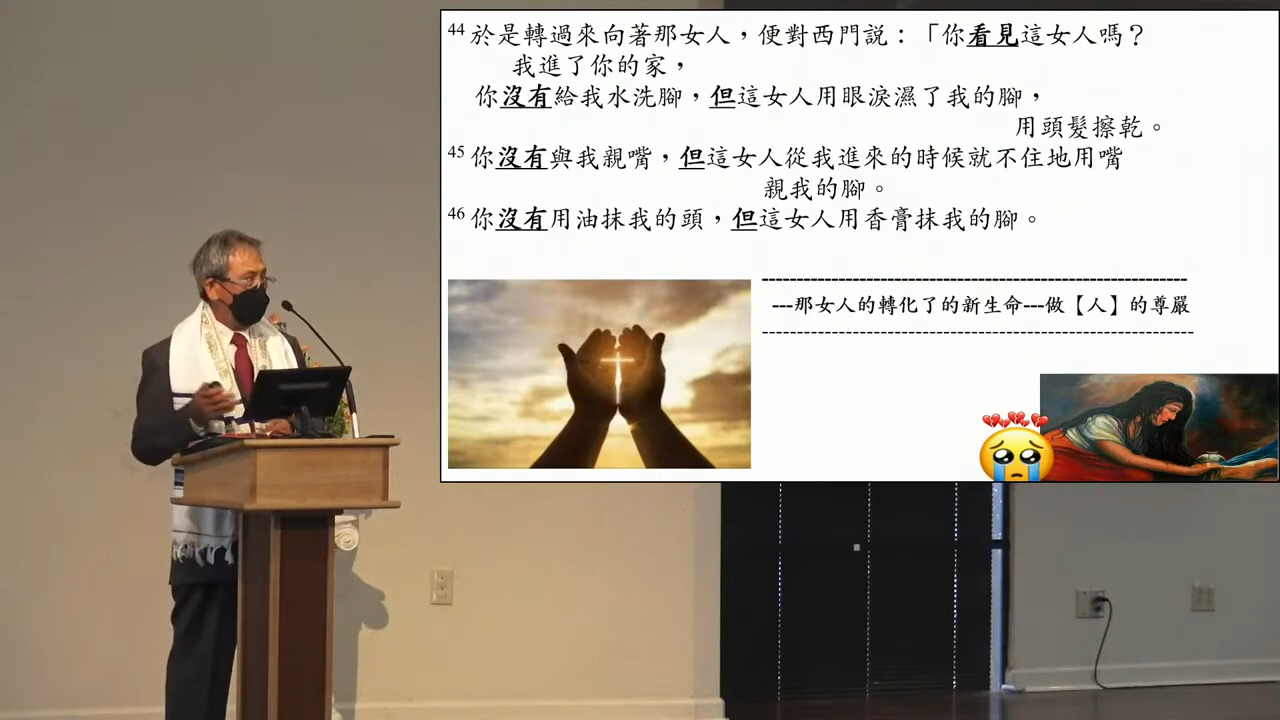 44 於是轉過來向著那女人，便對西門説：「你看見這女人嗎？
我進了你的家，
你沒有給我水洗腳，但這女人用眼淚濕了我的腳，
用頭髮擦乾。
45 你沒有與我親嘴，但這女人從我進來的時候就不住地用嘴
親我的腳。
46 你沒有用油抹我的頭，但這女人用香膏抹我的腳。
---那女人的轉化了的新生命---做【人】的尊嚴